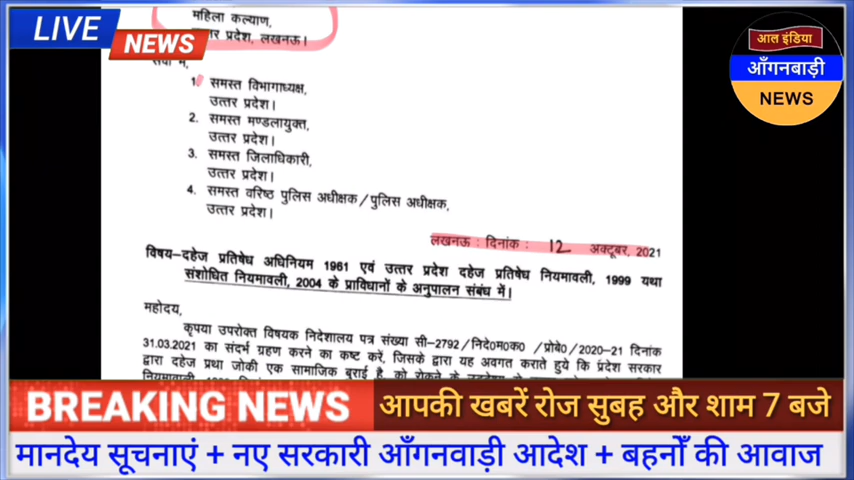 LIVE
NEWS
आल इंडिया
आँगनबाड़ी
NEWS
महिला कल्याण,
उत्तर प्रदेश, लखनऊ।
सेवा में,
1. समस्त विभागाध्यक्ष,
उत्तर प्रदेश।
2. समस्त मण्डलायुक्त,
उत्तर प्रदेश।
3. समस्त जिलाधिकारी,
उत्तर प्रदेश।
4. समस्त वरिष्ठ पुलिस अधीक्षक/पुलिस अधीक्षक,
उत्तर प्रदेश।
लखनऊ : दिनांक : 12 अक्टूबर, 2021
विषय-दहेज प्रतिषेध अधिनियम 1961 एवं उत्तर प्रदेश दहेज प्रतिषेध नियमावली, 1999 यथा
संशोधित नियमावली, 2004 के प्राविधानों के अनुपालन संबंध में।
महोदय,
कृपया उपरोक्त विषयक निदेशालय पत्र संख्या सी-2792/निदे0म0क0 /प्रोबे0/2020-21 दिनांक
31.03.2021 का संदर्भ ग्रहण करने का कष्ट करें, जिसके द्वारा यह अवगत कराते हुये कि प्रदेश सरकार
द्वारा दहेज प्रथा जोकी एक सामाजिक बुराई है, को रोकने के
BREAKING NEWS
आपकी खबरें रोज सुबह और शाम 7 बजे
मानदेय सूचनाएं + नए सरकारी आँगनवाड़ी आदेश + बहनोँ की आवाज